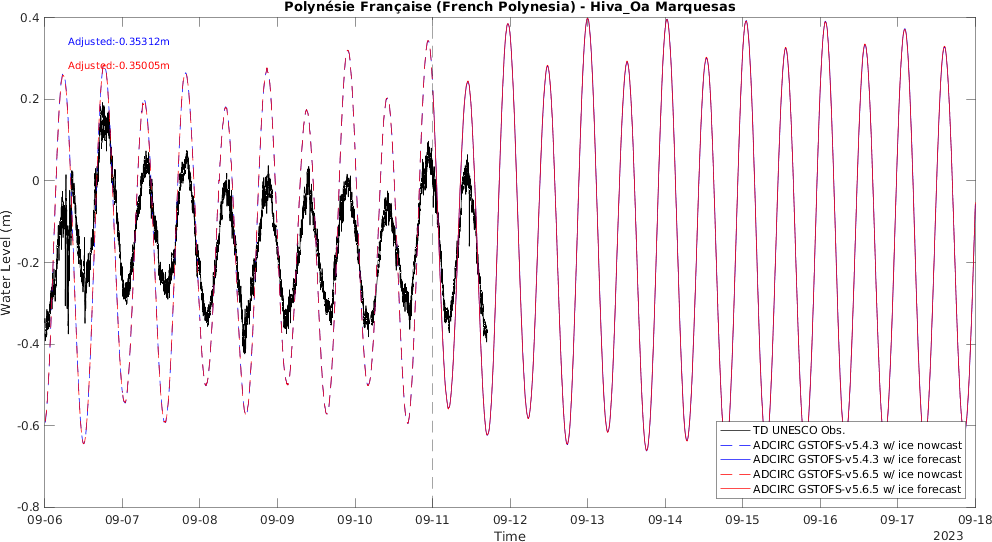 Polynésie Française (French Polynesia) - Hiva_Oa Marquesas
0.4
Adjusted:-0.35312m
Adjusted:-0.35005m
0.2
0
-0.2
-0.4
-0.6
-0.8
Water Level (m)
TD UNESCO Obs.
ADCIRC GSTOFS-v5.4.3 w/ ice nowcast
ADCIRC GSTOFS-v5.4.3 w/ ice forecast
ADCIRC GSTOFS-v5.6.5 w/ ice nowcast
ADCIRC GSTOFS-v5.6.5 w/ ice forecast
09-06 09-07 09-08 09-09 09-10 09-11 09-12 09-13 09-14 09-15 09-16 09-17 09-18
Time
2023